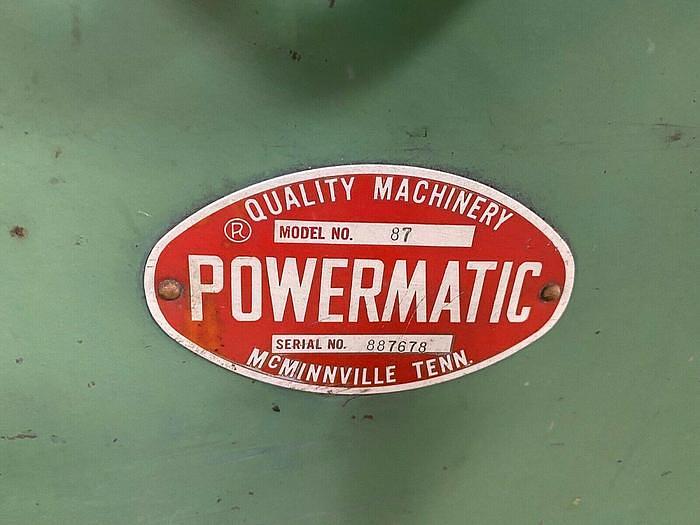 QUALITY MACHINERY
R
MODEL NO. 87
POWERMATIC
SERIAL NO. 887678
McMINNVILLE TENN.